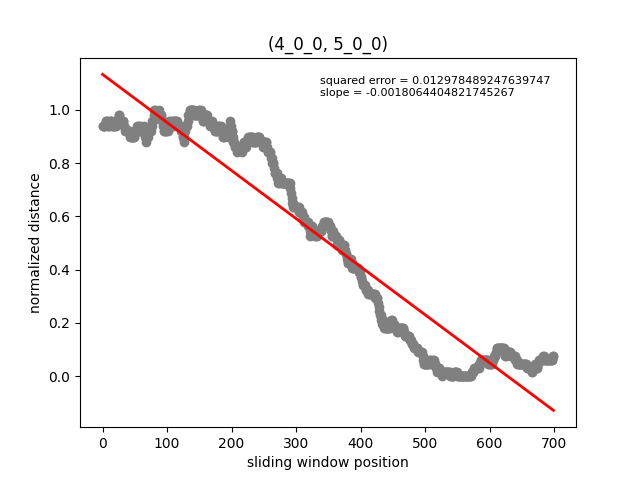 (4_0_0, 5_0_0)
squared error = 0.012978489247639747
slope = -0.0018064404821745267
normalized distance
1.0
0.8
0.6
0.4
0.2
0.0
0 100 200 300 400 500 600 700
sliding window position